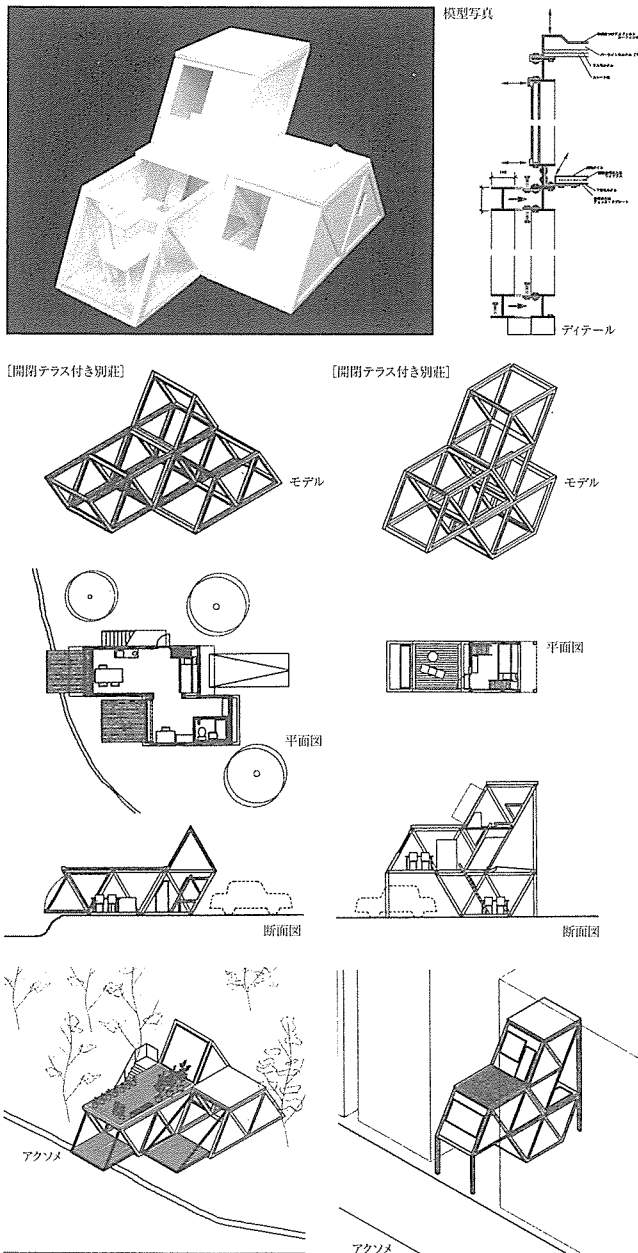 模型写真
ディテール
[開閉テラス付き別荘]
[開閉テラス付き別荘]
モデル
モデル
平面図
平面図
断面図
断面図
アクソメ
アクソメ